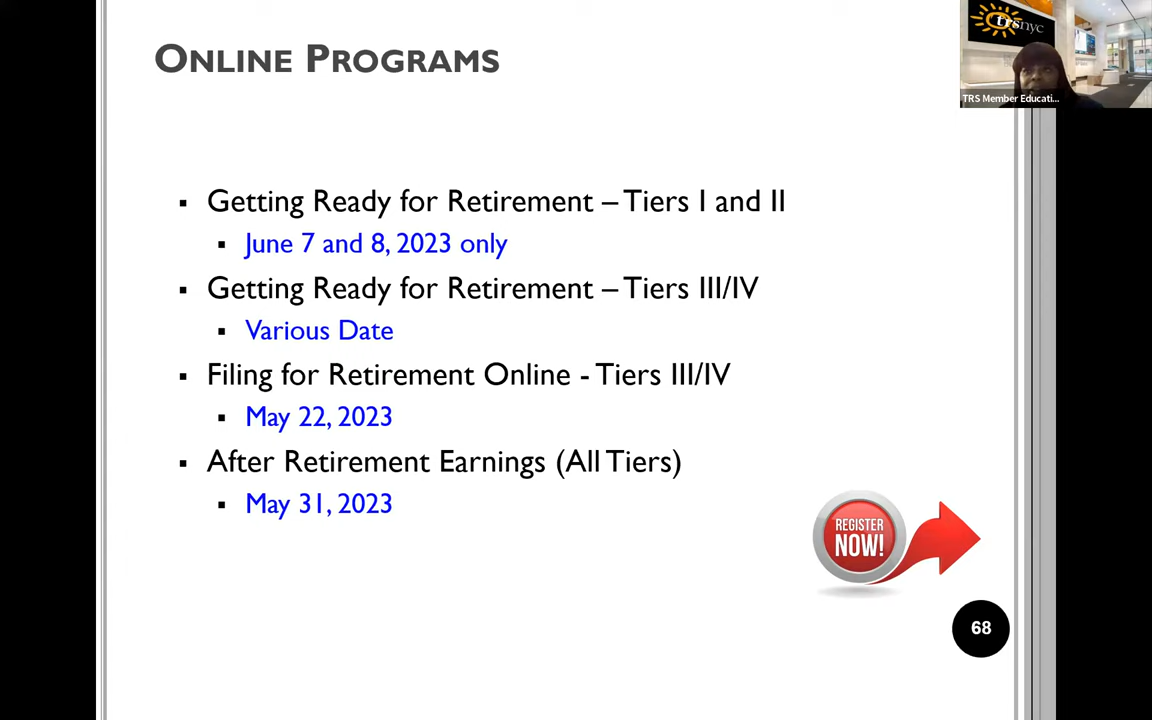 ONLINE PROGRAMS
trsnyc
TRS Member Educati...
▪ Getting Ready for Retirement – Tiers I and II
▪ June 7 and 8, 2023 only
▪ Getting Ready for Retirement – Tiers III/IV
▪ Various Date
▪ Filing for Retirement Online - Tiers III/IV
▪ May 22, 2023
▪ After Retirement Earnings (All Tiers)
▪ May 31, 2023
REGISTER
NOW!
68